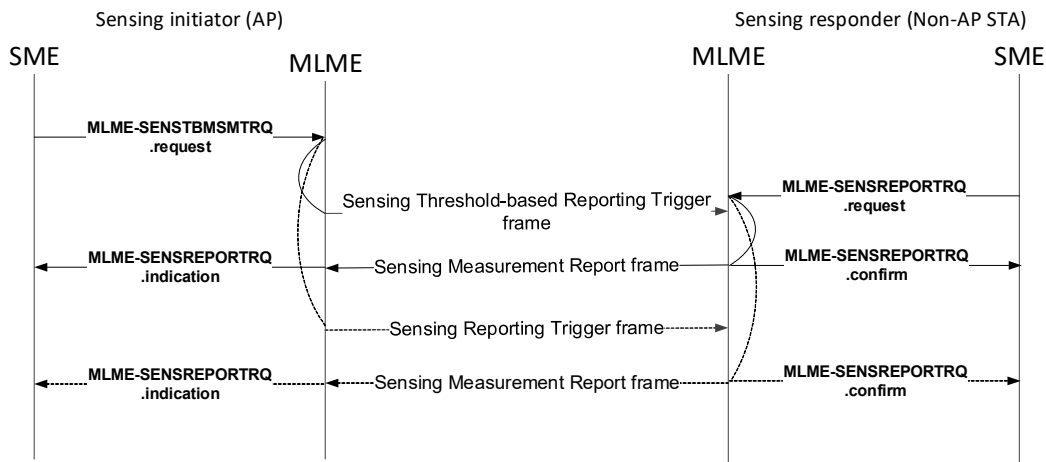 Sensing initiator (AP)
Sensing responder (Non-AP STA)
SME
MLME
MLME
SME
MLME-SENSTBMSMTRQ
.request
Sensing Threshold-based Reporting Trigger
frame
MLME-SENSREPORTRQ
.request
MLME-SENSREPORTRQ
.indication
Sensing Measurement Report frame
MLME-SENSREPORTRQ
.confirm
Sensing Reporting Trigger frame
MLME-SENSREPORTRQ
.indication
Sensing Measurement Report frame
MLME-SENSREPORTRQ
.confirm